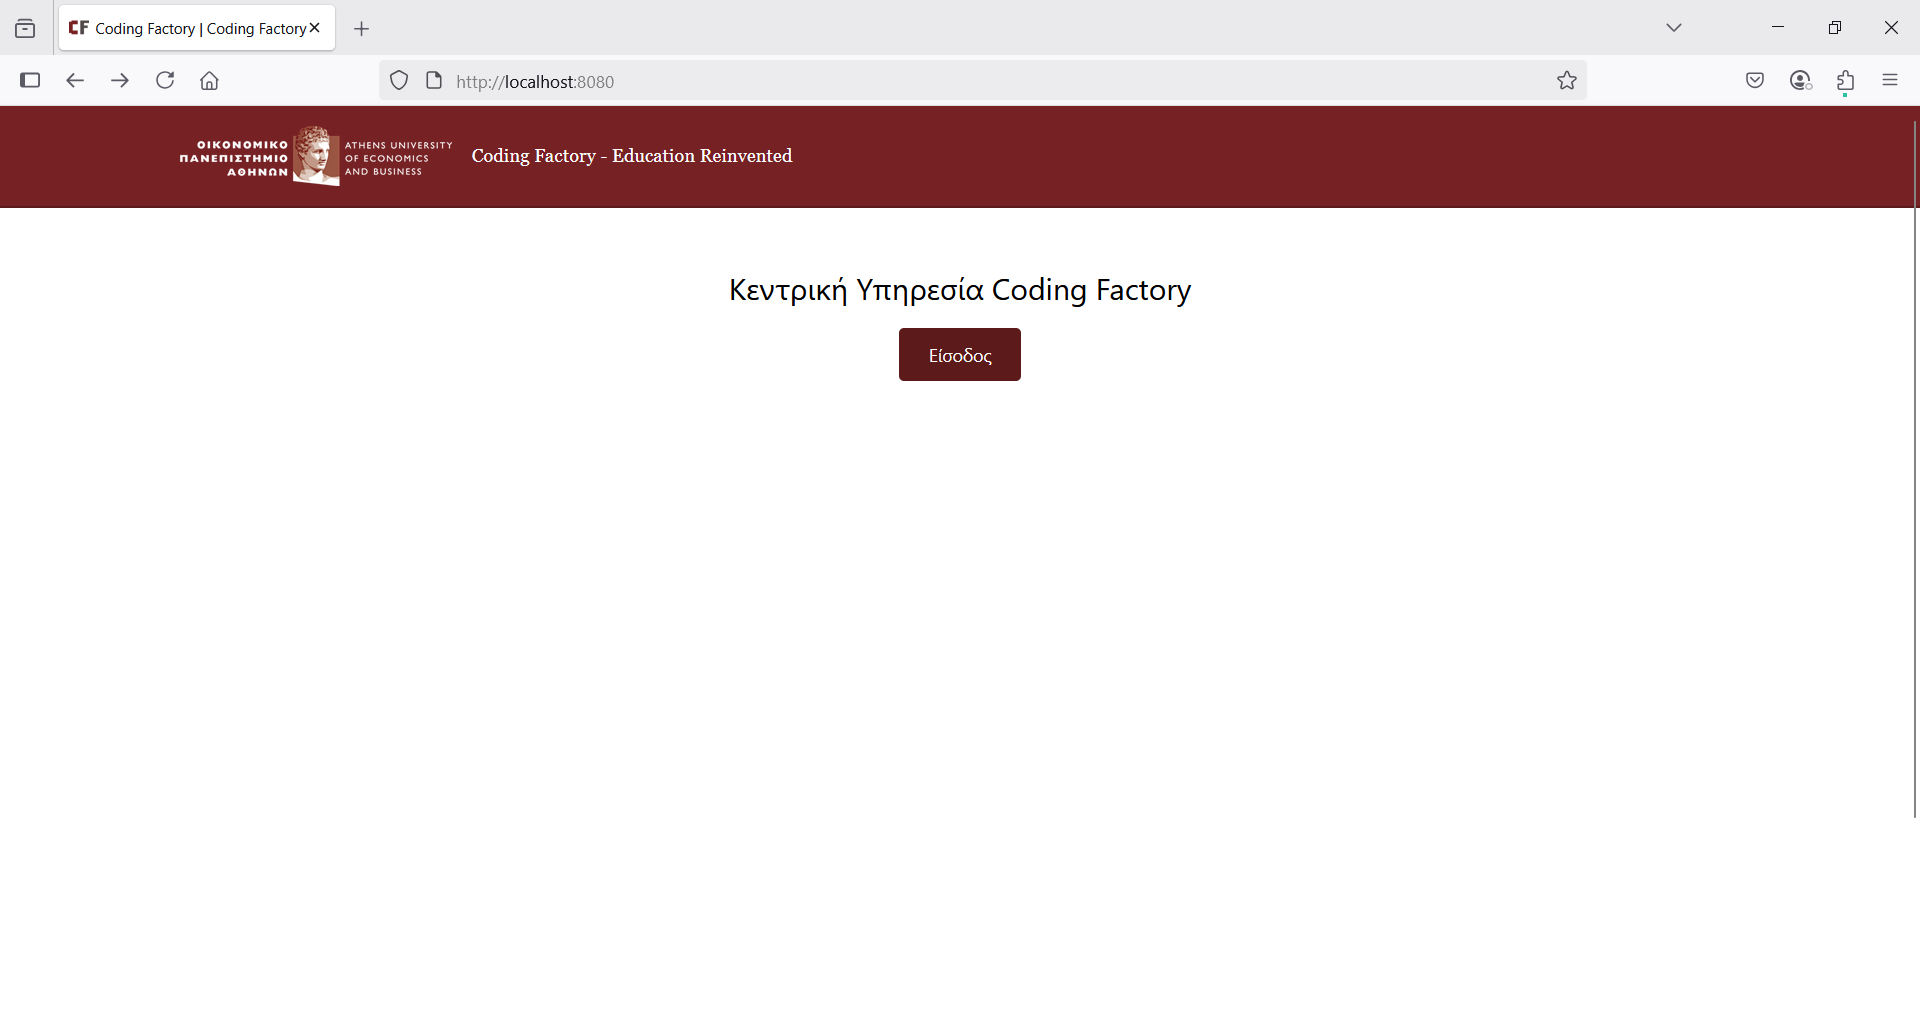 CF Coding Factory | Coding Factory
http://localhost:8080
ΟΙΚΟΝΟΜΙΚΟ
ΠΑΝΕΠΙΣΤΗΜΙΟ
ΑΘΗΝΩΝ
ATHENS UNIVERSITY
OF ECONOMICS
AND BUSINESS
Coding Factory - Education Reinvented
Κεντρική Υπηρεσία Coding Factory
Είσοδος